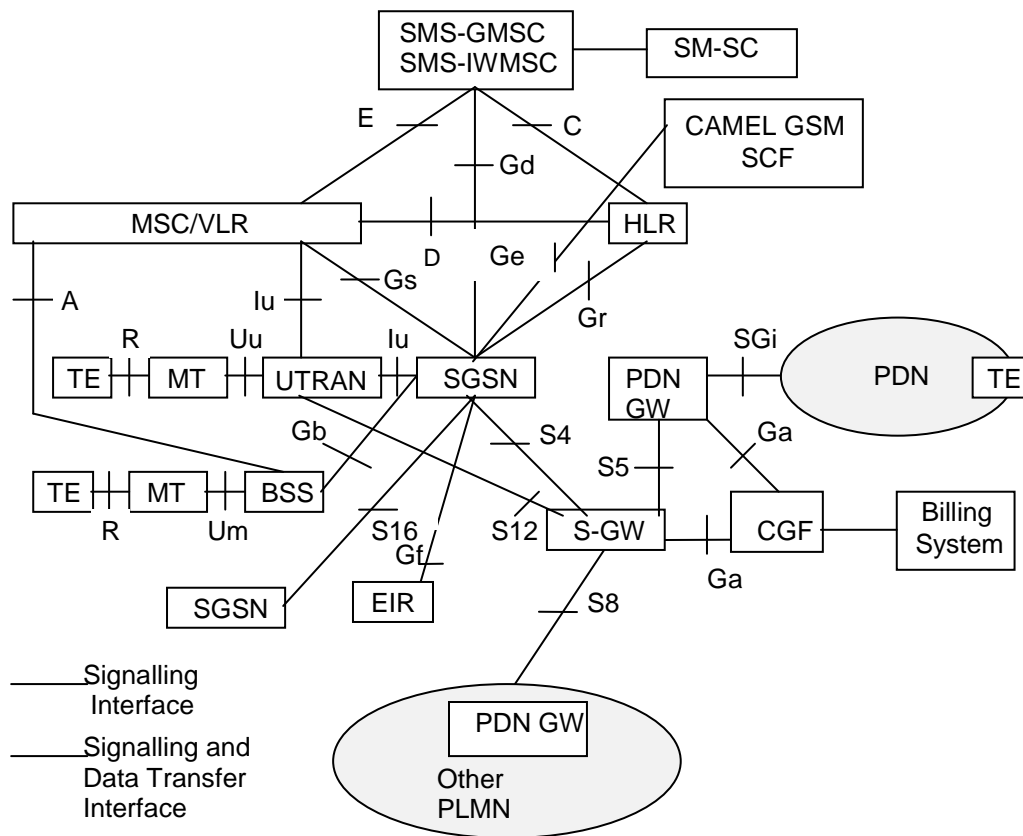 SMS-GMSC
SMS-IWMSC
SM-SC
E
C
CAMEL GSM
SCF
Gd
MSC/VLR
HLR
D
Ge
Gs
A
Iu
Gr
R
Uu
Iu
SGi
TE
MT
UTRAN
SGSN
PDN
GW
PDN
TE
Gb
S4
Ga
S5
TE
MT
BSS
R
Um
S16
S12
S-GW
CGF
Billing
System
Gf
Ga
SGSN
EIR
S8
Signalling
Interface
PDN GW
Signalling and
Data Transfer
Interface
Other
PLMN